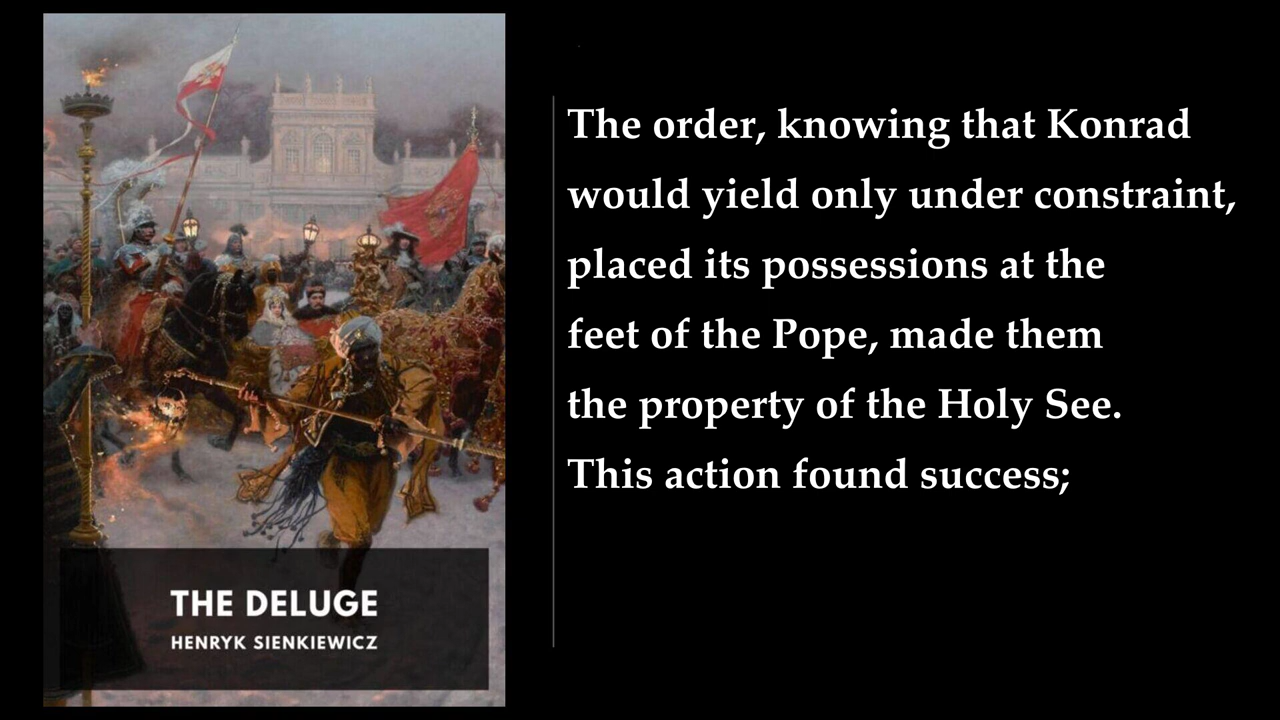 The order, knowing that Konrad
would yield only under constraint,
placed its possessions at the
feet of the Pope, made them
the property of the Holy See.
This action found success;
THE DELUGE
HENRYK SIENKIEWICZ